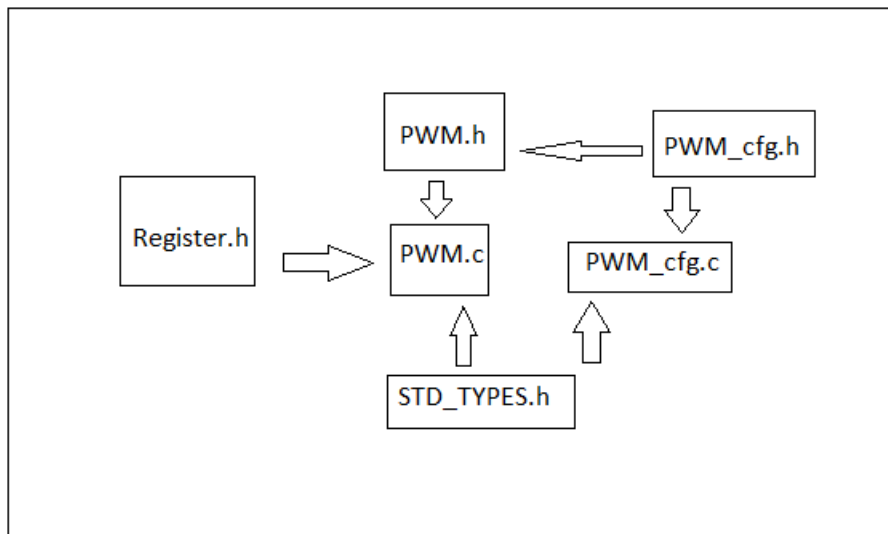 PWM.h
PWM_cfg.h
Register.h
PWM.c
PWM_cfg.c
STD_TYPES.h